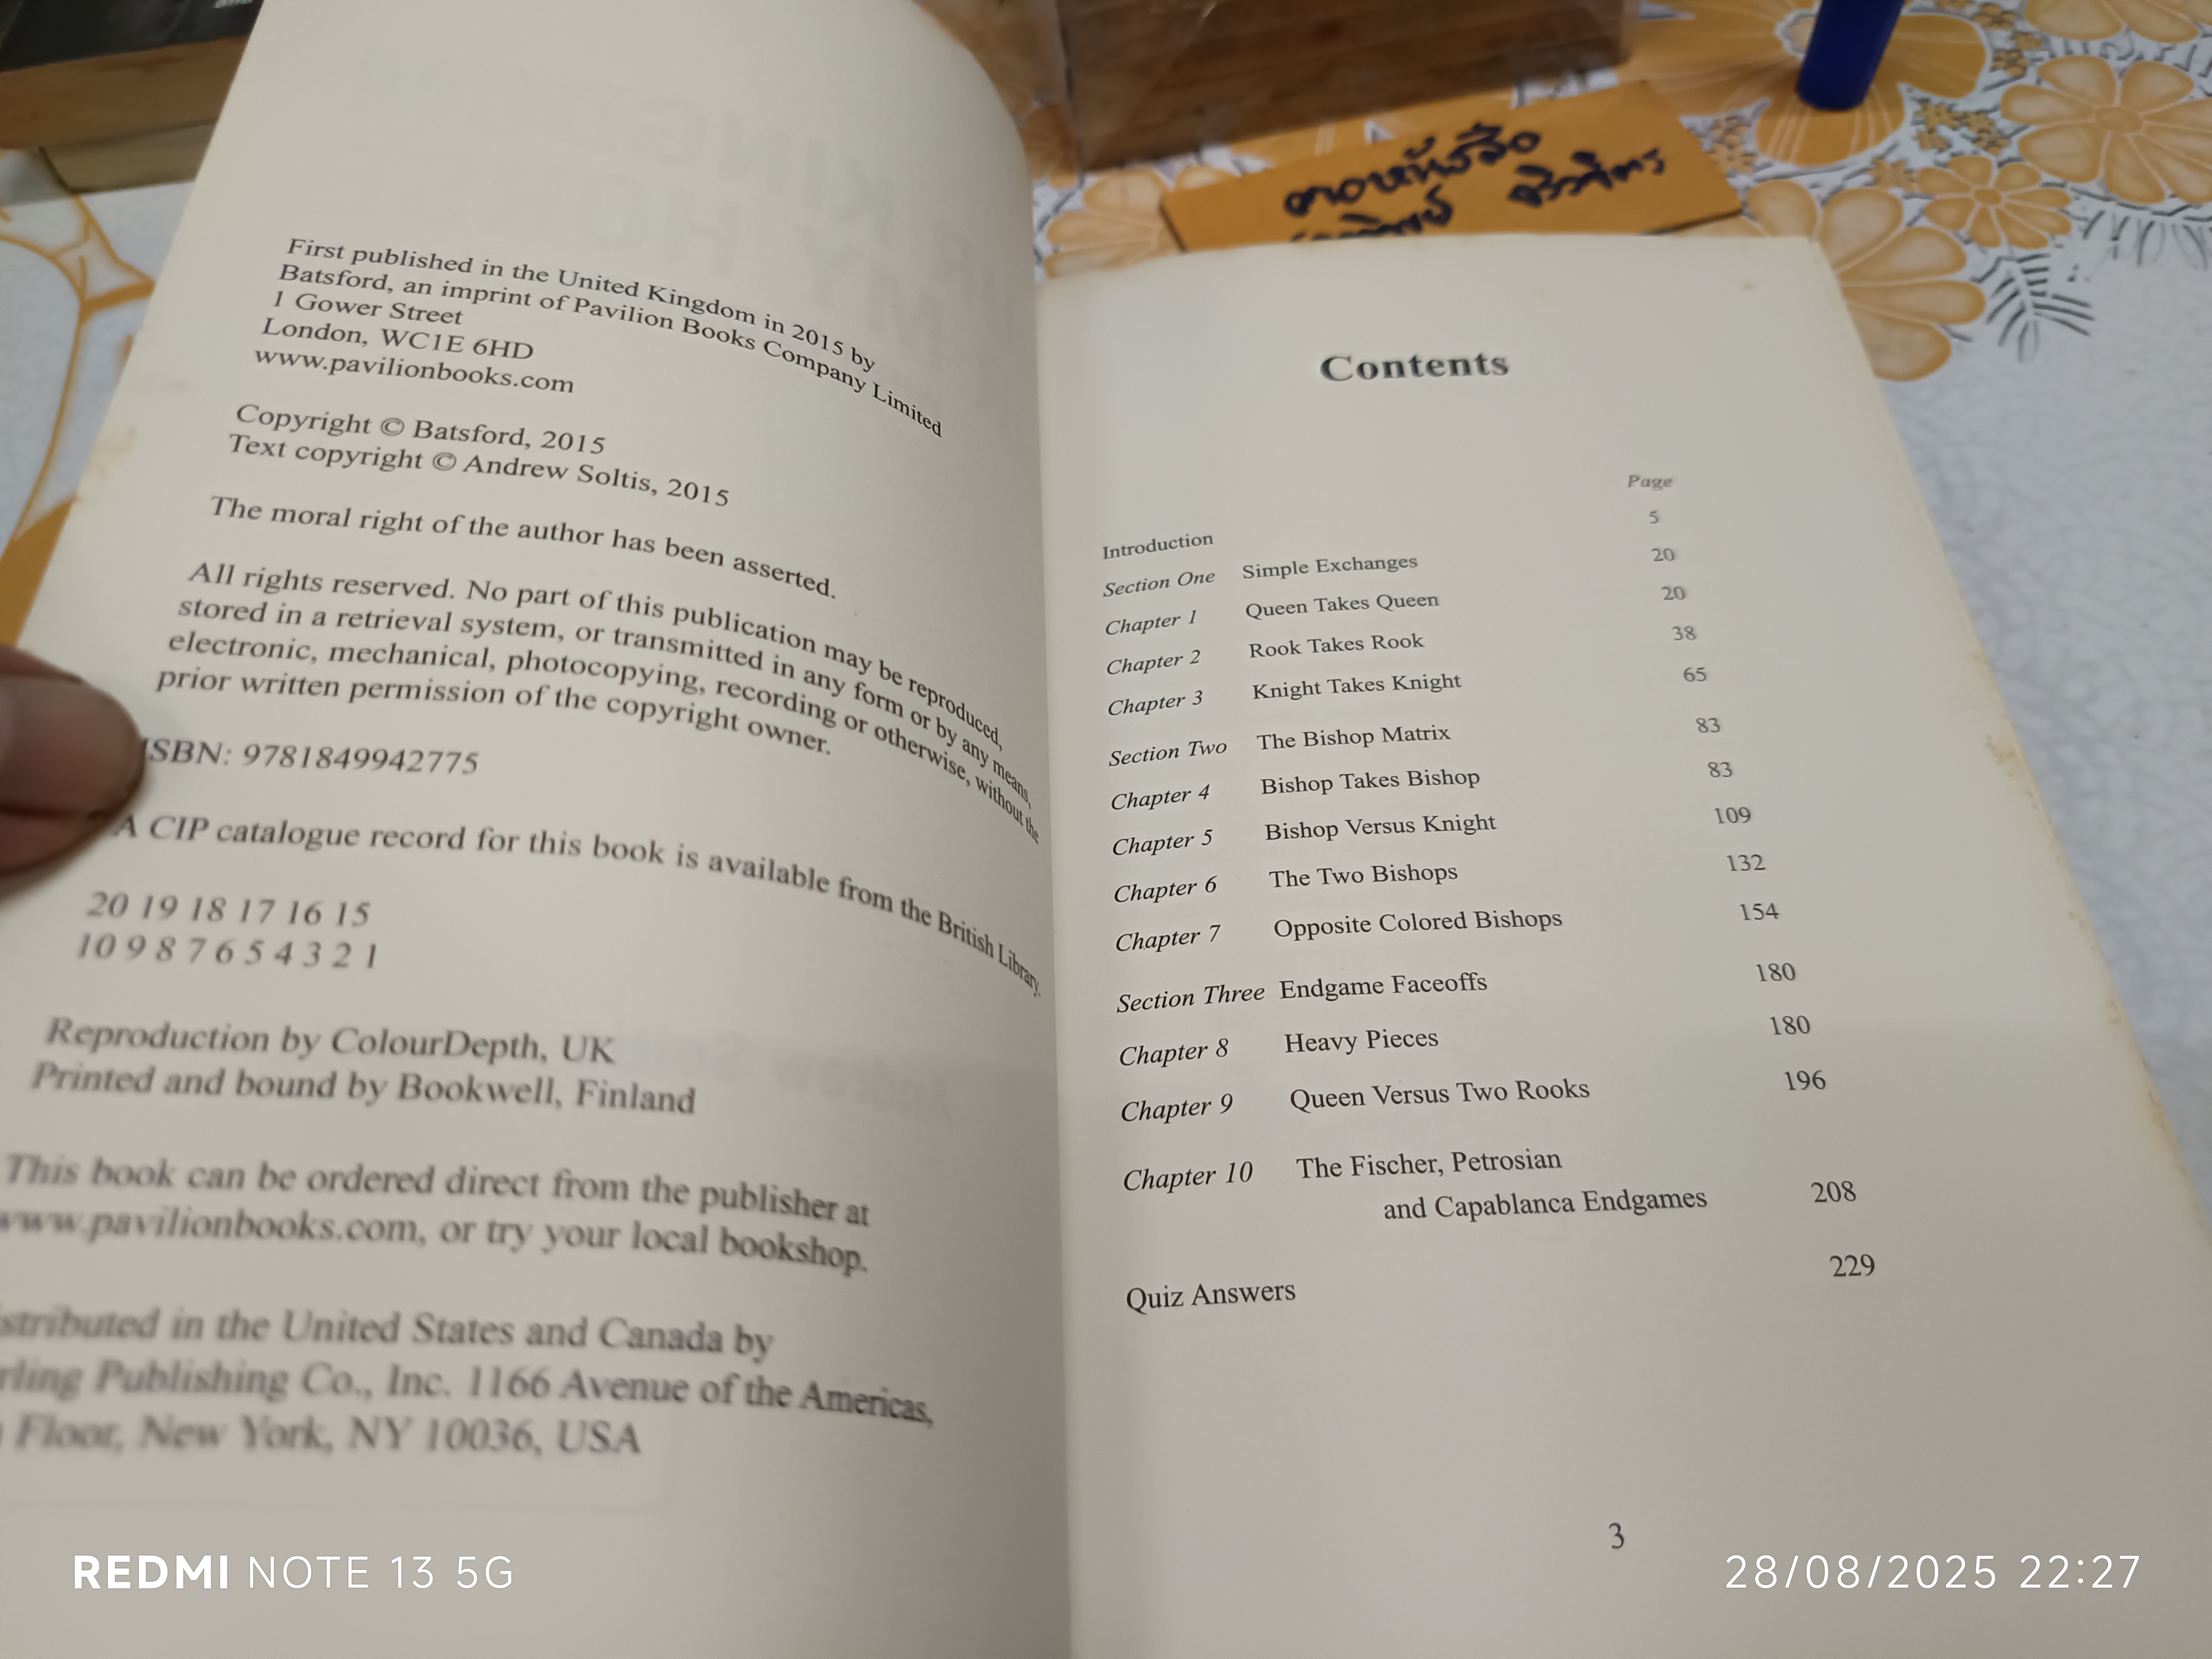 First published in the United Kingdom in 2015 by
Batsford, an imprint of Pavilion Books Company Limited
1 Gower Street
London, WC1E 6HD
www.pavilionbooks.com
Copyright © Batsford, 2015
Text copyright © Andrew Soltis, 2015
The moral right of the author has been asserted.
All rights reserved. No part of this publication may be reproduced,
stored in a retrieval system, or transmitted in any form or by any means,
electronic, mechanical, photocopying, recording or otherwise, without the
prior written permission of the copyright owner.
ISBN: 9781849942775
A CIP catalogue record for this book is available from the British Library.
20 19 18 17 16 15
10 9 8 7 6 5 4 3 2 1
Reproduction by ColourDepth, UK
Printed and bound by Bookwell, Finland
This book can be ordered direct from the publisher at
www.pavilionbooks.com, or try your local bookshop.
stributed in the United States and Canada by
rling Publishing Co., Inc. 1166 Avenue of the Americas,
Floor, New York, NY 10036, USA
Contents
Page
Introduction 5
Section One Simple Exchanges 20
Chapter 1 Queen Takes Queen 20
Chapter 2 Rook Takes Rook 38
Chapter 3 Knight Takes Knight 65
Section Two The Bishop Matrix 83
Chapter 4 Bishop Takes Bishop 83
Chapter 5 Bishop Versus Knight 109
Chapter 6 The Two Bishops 132
Chapter 7 Opposite Colored Bishops 154
Section Three Endgame Faceoffs 180
Chapter 8 Heavy Pieces 180
Chapter 9 Queen Versus Two Rooks 196
Chapter 10 The Fischer, Petrosian
and Capablanca Endgames 208
Quiz Answers 229
3
REDMI NOTE 13 5G
28/08/2025 22:27